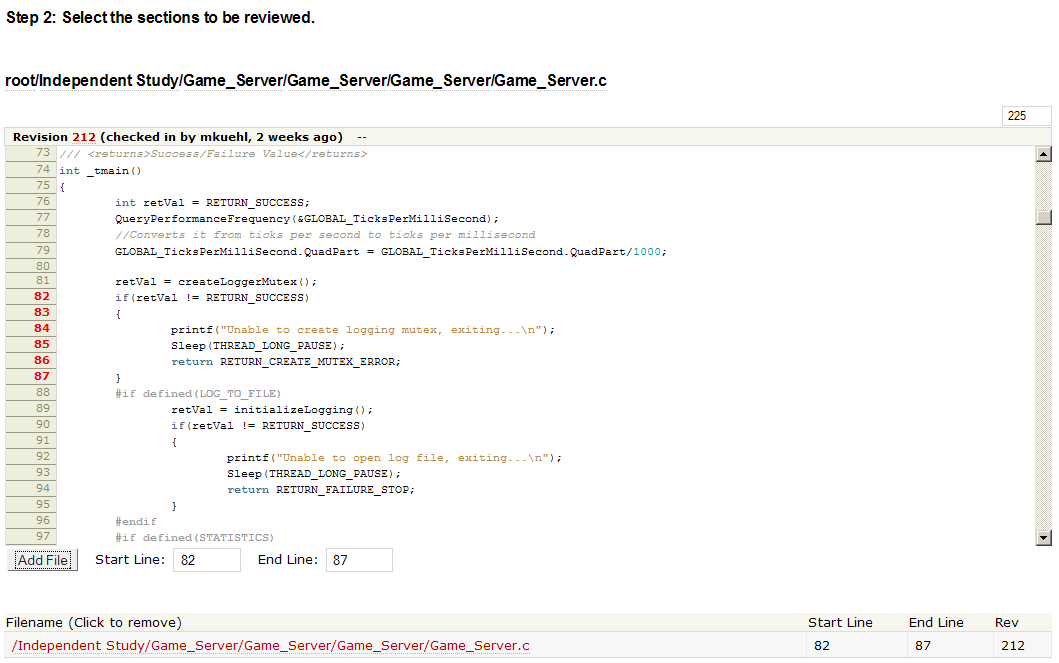 Step 2: Select the sections to be reviewed.
root/Independent Study/Game_Server/Game_Server/Game_Server/Game_Server.c
225
Revision 212 (checked in by mkuehl, 2 weeks ago) --
73 /// <returns>Success/Failure Value</returns>
74 int _tmain()
75 {
76 int retVal = RETURN_SUCCESS;
77 QueryPerformanceFrequency(&GLOBAL_TicksPerMilliSecond);
78 //Converts it from ticks per second to ticks per millisecond
79 GLOBAL_TicksPerMilliSecond.QuadPart = GLOBAL_TicksPerMilliSecond.QuadPart/1000;
80
81 retVal = createLoggerMutex();
82 if(retVal != RETURN_SUCCESS)
83 {
84 printf("Unable to create logging mutex, exiting...\n");
85 Sleep(THREAD_LONG_PAUSE);
86 return RETURN_CREATE_MUTEX_ERROR;
87 }
88 #if defined(LOG_TO_FILE)
89 retVal = initializeLogging();
90 if(retVal != RETURN_SUCCESS)
91 {
92 printf("Unable to open log file, exiting...\n");
93 Sleep(THREAD_LONG_PAUSE);
94 return RETURN_FAILURE_STOP;
95 }
96 #endif
97 #if defined(STATISTICS)
Add File Start Line: 82 End Line: 87
Filename (Click to remove) Start Line End Line Rev
/Independent Study/Game_Server/Game_Server/Game_Server/Game_Server.c 82 87 212